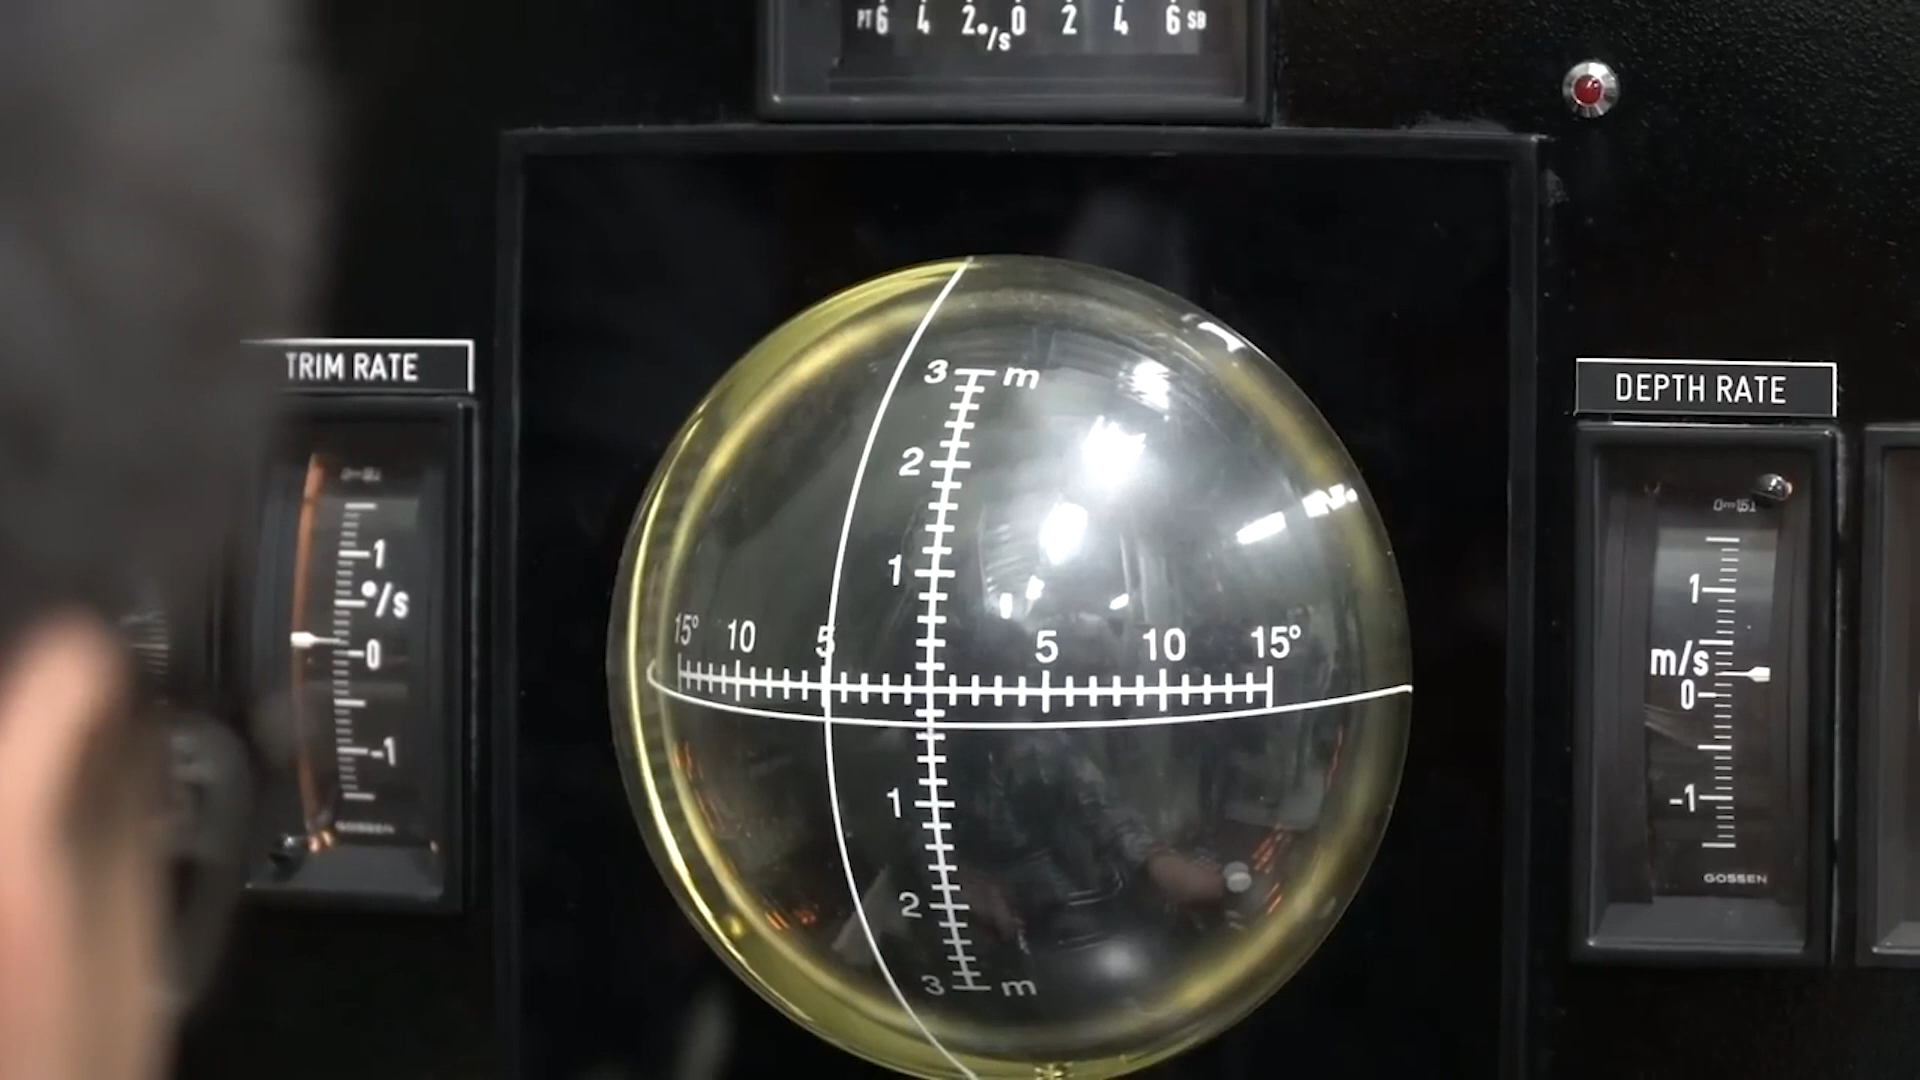 PT 6 4 2 °/s 0 2 4 6 SB
TRIM RATE
DEPTH RATE
3 m
2
1
1
°/s
0
-1
15° 10 5 5 10 15°
1
m/s
0
-1
1
2
3 m
GOSSEN
GOSSEN